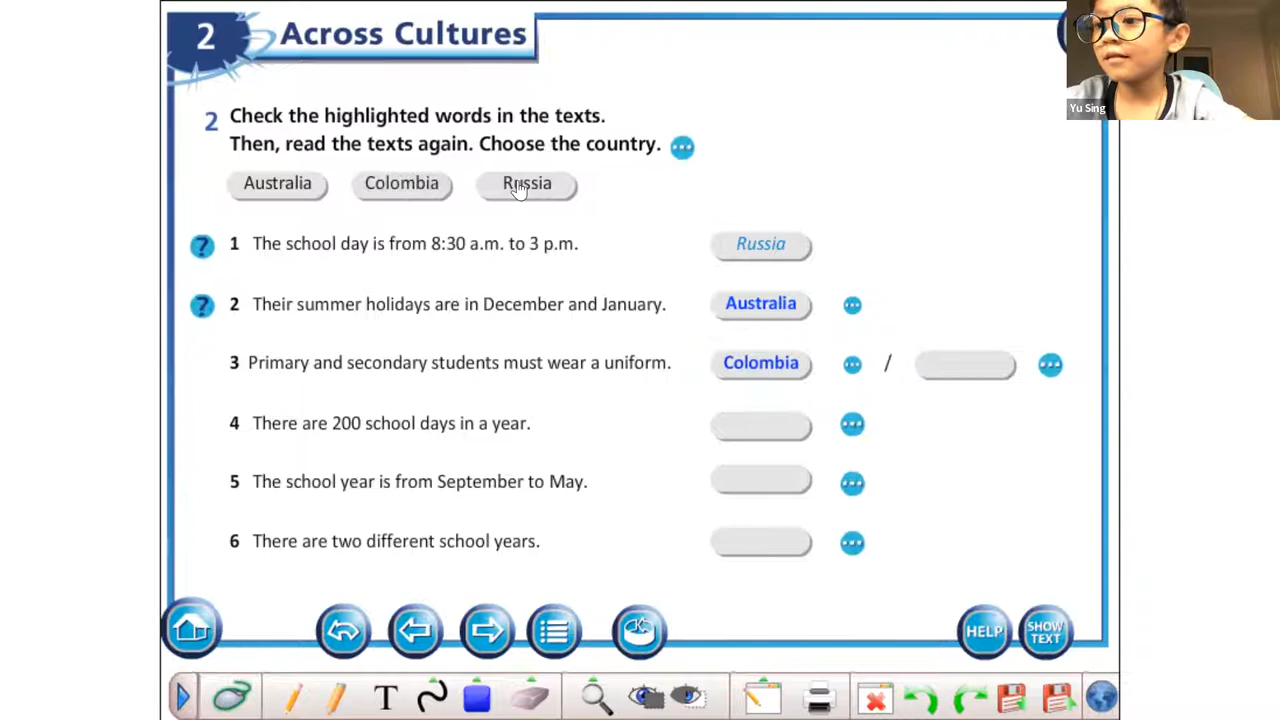 2 Across Cultures
Yu Sing
2 Check the highlighted words in the texts.
Then, read the texts again. Choose the country.
Australia Colombia Russia
? 1 The school day is from 8:30 a.m. to 3 p.m. Russia
? 2 Their summer holidays are in December and January. Australia
3 Primary and secondary students must wear a uniform. Colombia /
4 There are 200 school days in a year.
5 The school year is from September to May.
6 There are two different school years.
K
HELP
SHOW
TEXT
T